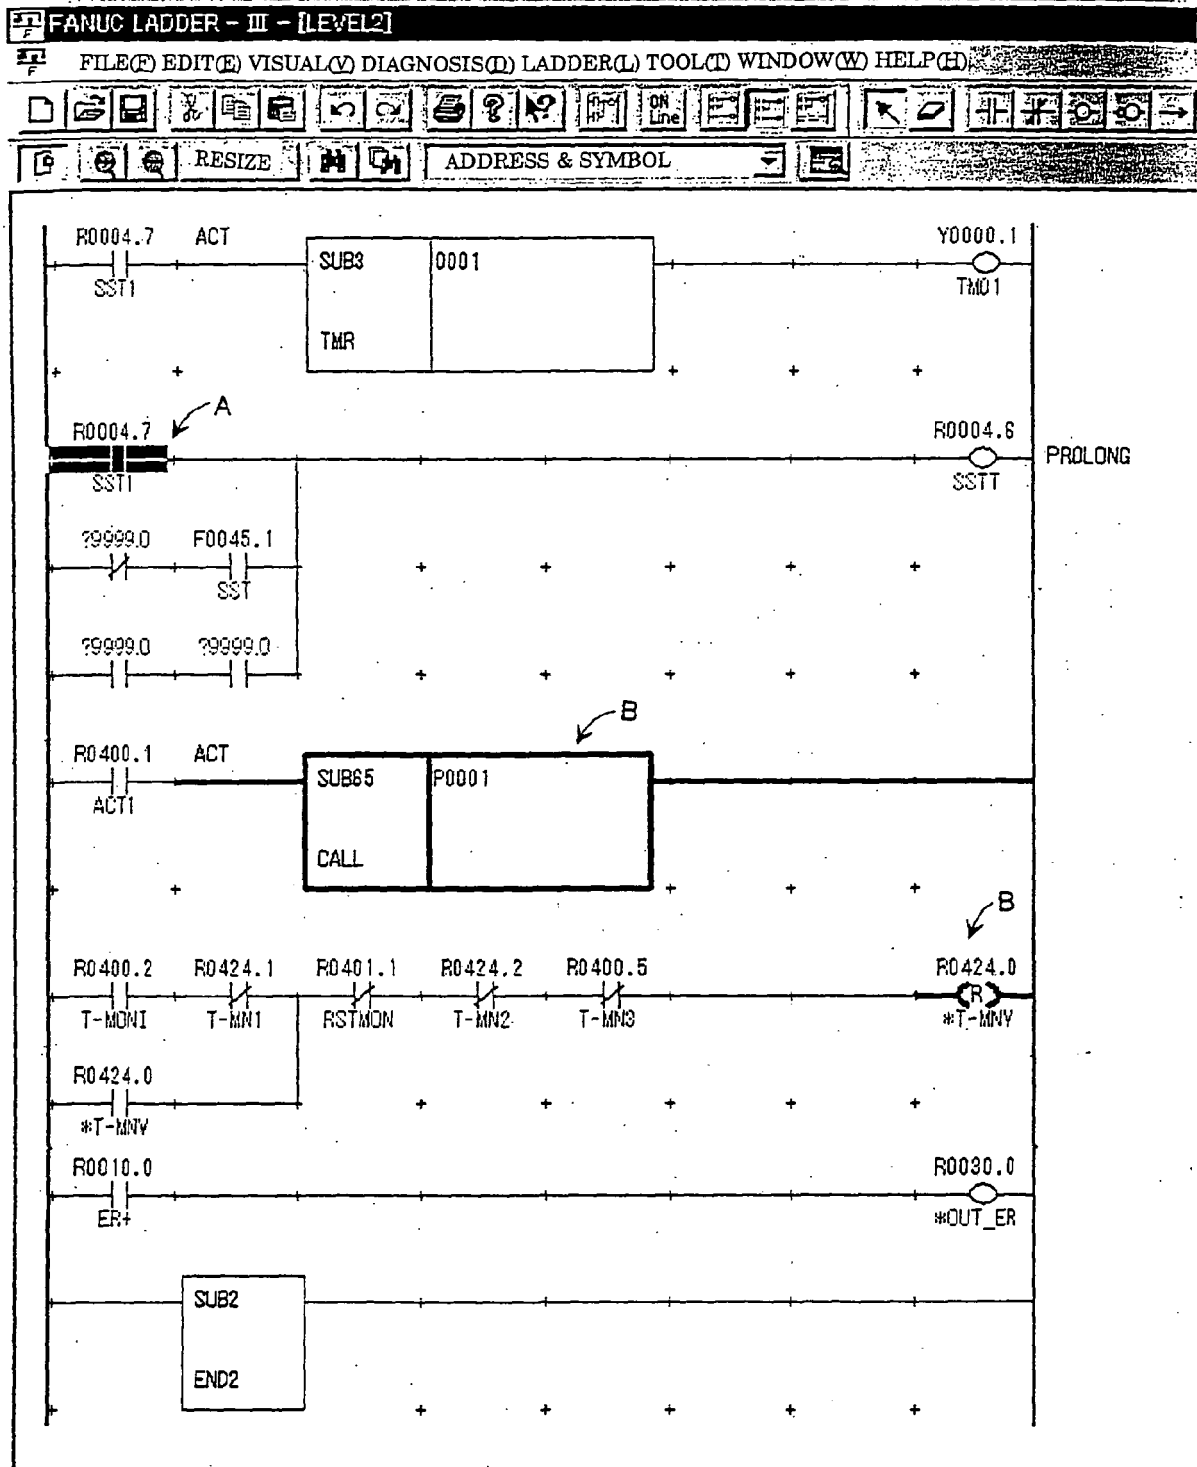 FANUC LADDER - III - [LEVEL2]
FILE(F) EDIT(E) VISUAL(V) DIAGNOSIS(D) LADDER(L) TOOL(T) WINDOW(W) HELP(H)
ON Line
RESIZE ADDRESS & SYMBOL
R0004.7 ACT Y0000.1
SUB3 0001
SST1 TM01
TMR
A
R0004.7 R0004.6
PROLONG
SST1 SSTT
?9999.0 F0045.1
SST
?9999.0 ?9999.0
B
R0400.1 ACT
SUB65 P0001
ACT1
CALL
B
R0400.2 R0424.1 R0401.1 R0424.2 R0400.5 R0424.0
R
T-MONI T-MN1 RSTMON T-MN2 T-MN3 *T-MNV
R0424.0
*T-MNV
R0010.0 R0030.0
ER+ *OUT_ER
SUB2
END2